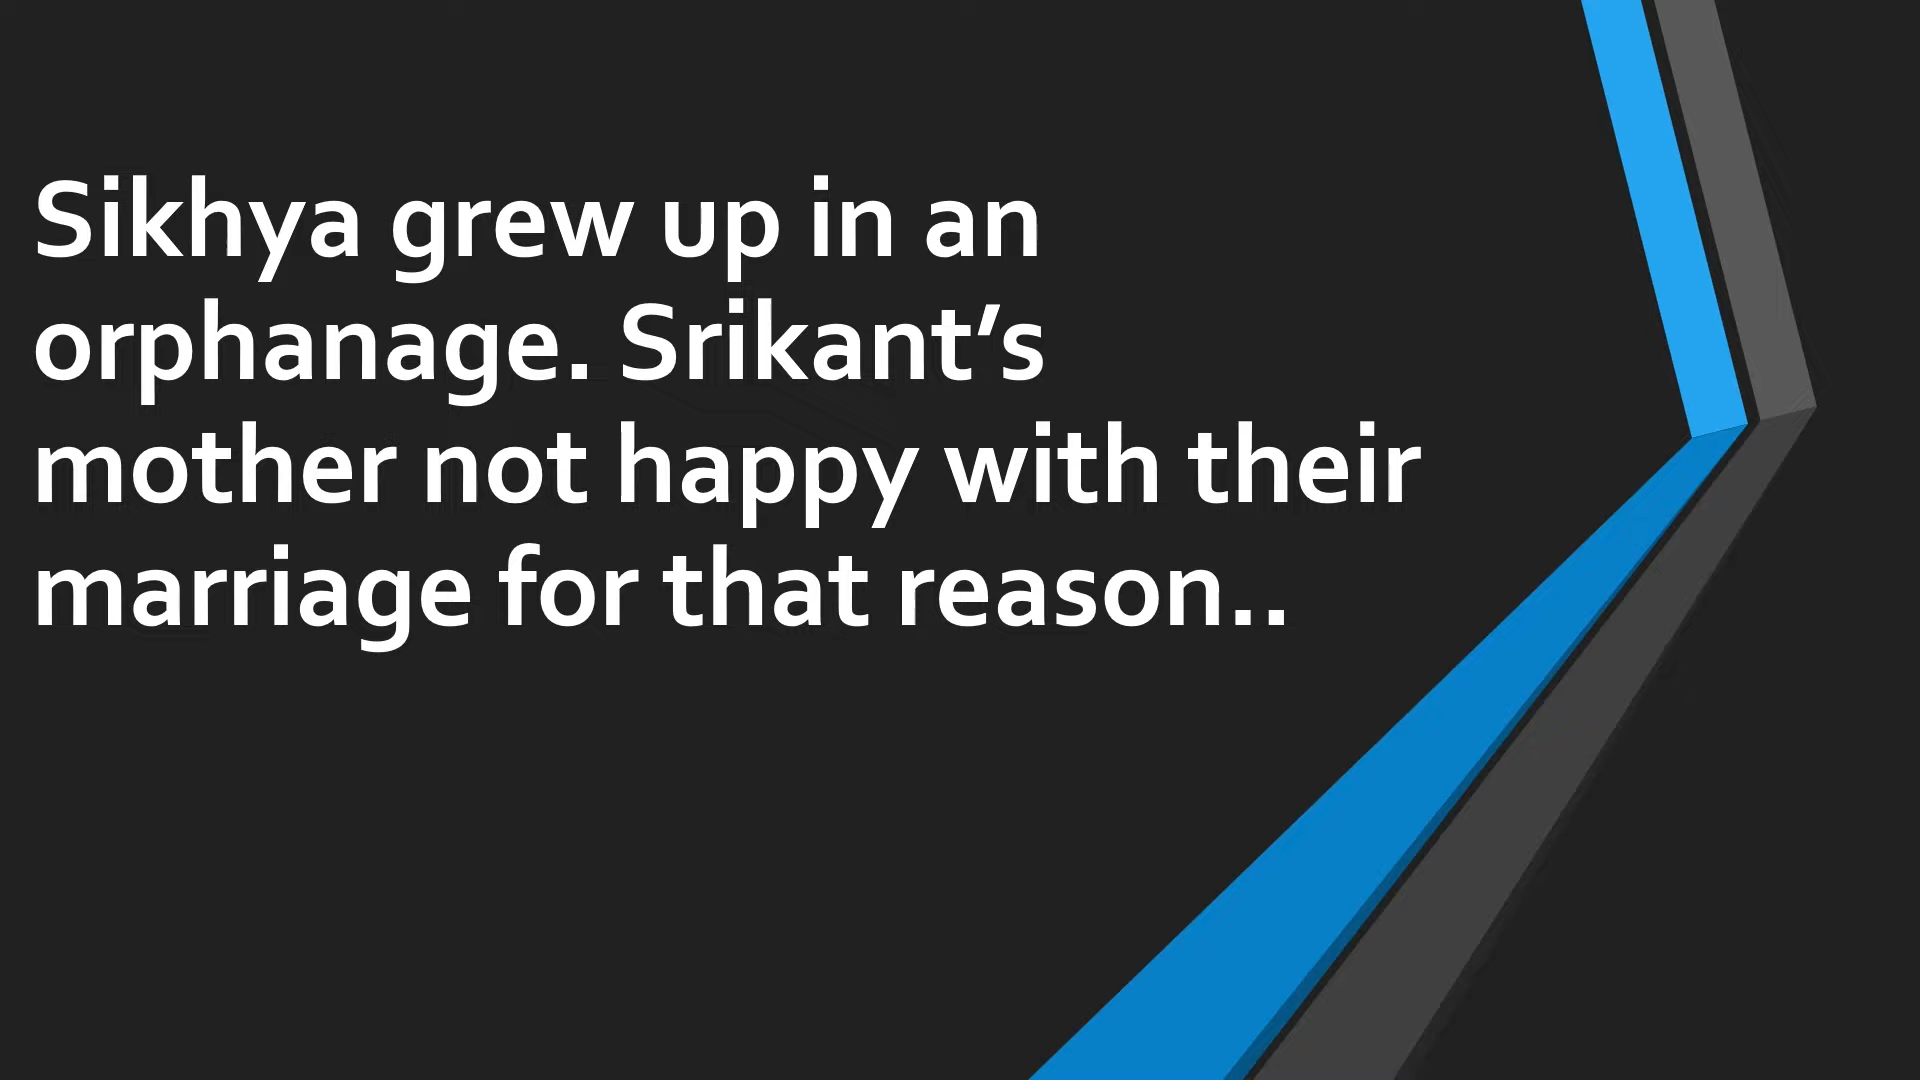 Sikhya grew up in an
orphanage. Srikant’s
mother not happy with their
marriage for that reason..